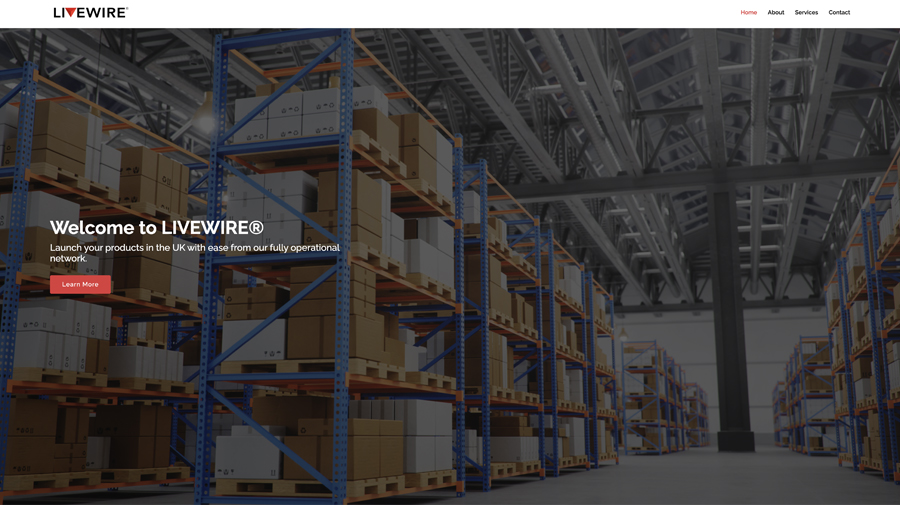 LIVEWIRE®
Home About Services Contact
Welcome to LIVEWIRE®
Launch your products in the UK with ease from our fully operational
network.
Learn More